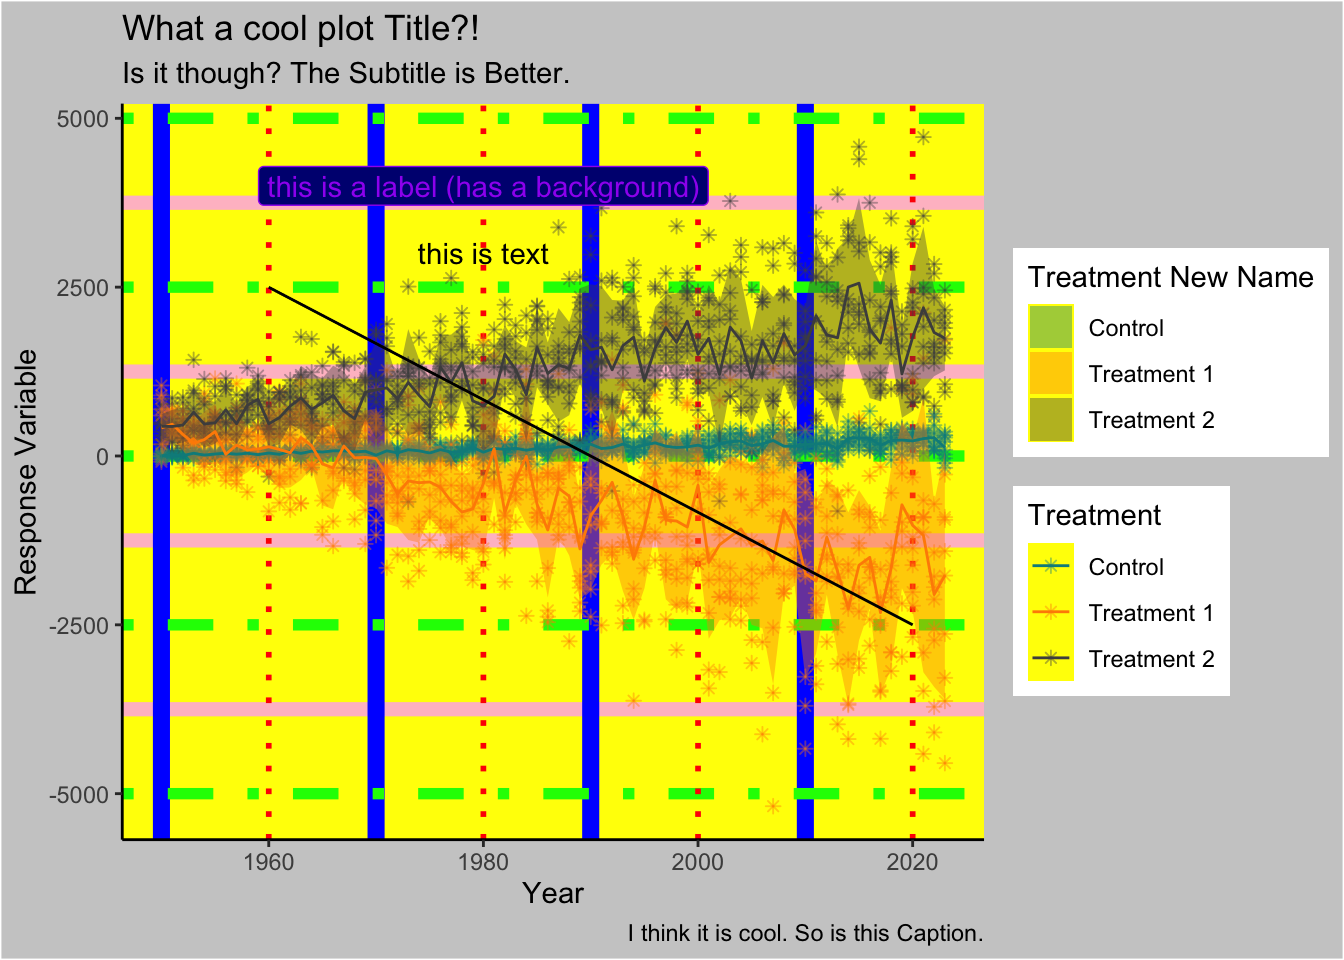 What a cool plot Title?!
Is it though? The Subtitle is Better.
5000
2500
0
-2500
-5000
Response Variable
this is a label (has a background)
this is text
1960
1980
2000
2020
Year
I think it is cool. So is this Caption.
Treatment New Name
Control
Treatment 1
Treatment 2
Treatment
Control
Treatment 1
Treatment 2